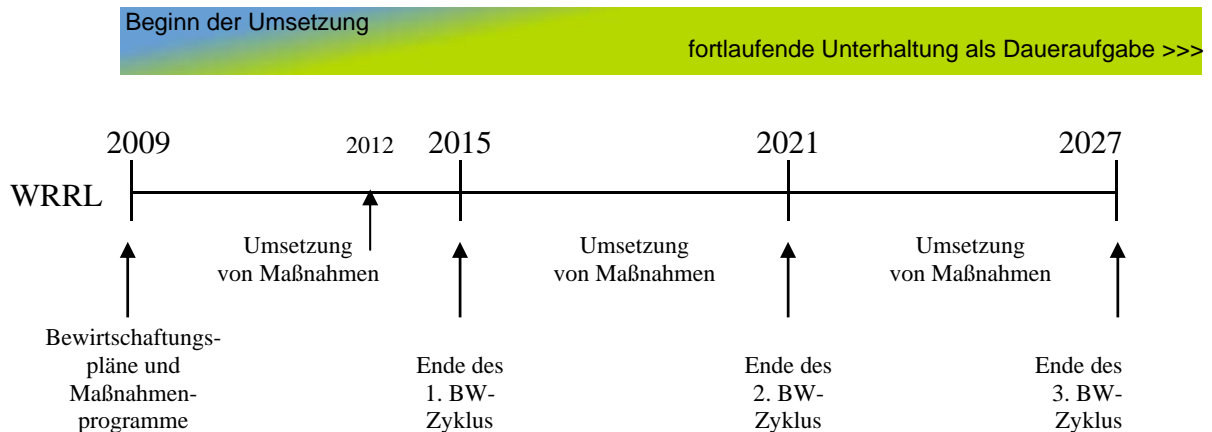 Beginn der Umsetzung
fortlaufende Unterhaltung als Daueraufgabe >>>
2009
2012
2015
2021
2027
WRRL
Umsetzung
von Maßnahmen
Umsetzung
von Maßnahmen
Umsetzung
von Maßnahmen
Bewirtschaftungs-
pläne und
Maßnahmen-
programme
Ende des
1. BW-
Zyklus
Ende des
2. BW-
Zyklus
Ende des
3. BW-
Zyklus